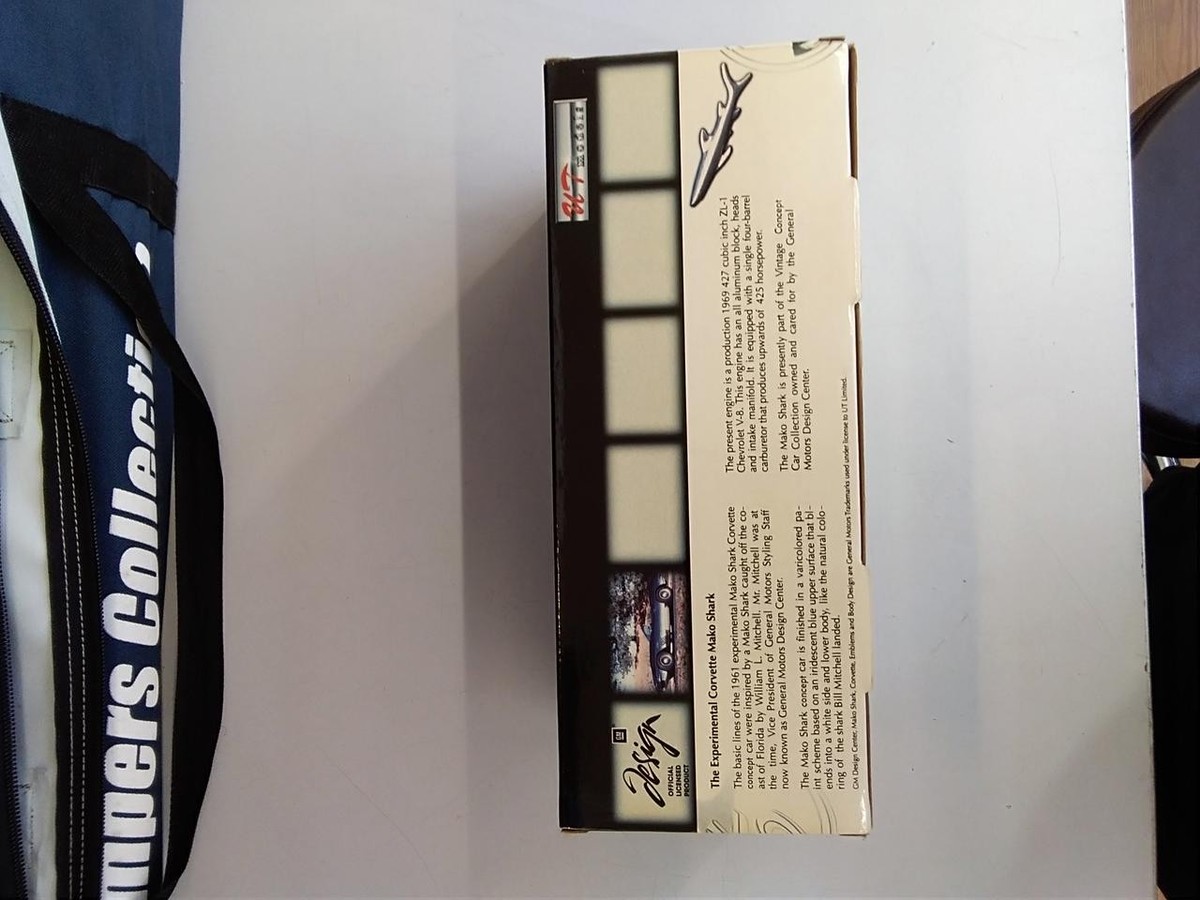 mpers Collecti
UT
MODELS
GM
design
OFFICIAL
LICENSED
PRODUCT
The Experimental Corvette Mako Shark
The basic lines of the 1961 experimental Mako Shark Corvette
concept car were inspired by a Mako Shark caught off the co-
ast of Florida by William L. Mitchell. Mr. Mitchell was at
the time, Vice President of General Motors Styling Staff
now known as General Motors Design Center.
The Mako Shark concept car is finished in a varicolored pa-
int scheme based on an iridescent blue upper surface that bl-
ends into a white side and lower body, like the natural colo-
ring of the shark Bill Mitchell landed.
The present engine is a production 1969 427 cubic inch ZL-1
Chevrolet V-8. This engine has an all aluminum block, heads
and intake manifold. It is equipped with a single four-barrel
carburetor that produces upwards of 425 horsepower.
The Mako Shark is presently part of the Vintage Concept
Car Collection owned and cared for by the General
Motors Design Center.
GM Design Center, Mako Shark, Corvette, Emblems and Body Design are General Motors Trademarks used under license to UT Limited.